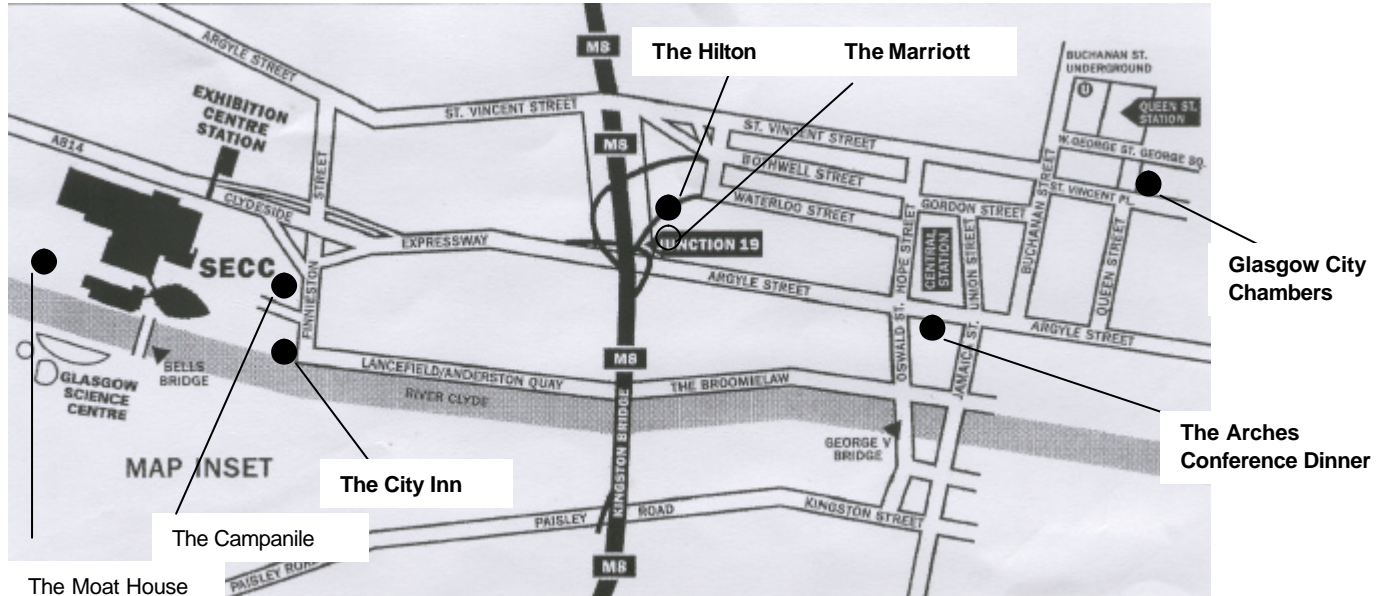 The Hilton
The Marriott
M8
ARGYLE STREET
ST. VINCENT STREET
BUCHANAN ST.
UNDERGROUND
U
QUEEN ST.
STATION
EXHIBITION
CENTRE
STATION
A814
STREET
M8
ST. VINCENT STREET
BOTHWELL STREET
WATERLOO STREET
W. GEORGE ST. GEORGE SQ.
ST. VINCENT PL.
GORDON STREET
CLYDESIDE
EXPRESSWAY
JUNCTION 19
HOPE STREET
CENTRAL
STATION
UNION STREET
BUCHANAN STREET
QUEEN STREET
Glasgow City
Chambers
SECC
FINNIESTON
ARGYLE STREET
ARGYLE STREET
OSWALD ST.
JAMAICA ST.
BELLS
BRIDGE
GLASGOW
SCIENCE
CENTRE
LANCEFIELD/ANDERSTON QUAY
M8
THE BROOMIELAW
RIVER CLYDE
KINGSTON BRIDGE
GEORGE V
BRIDGE
The Arches
Conference Dinner
MAP INSET
The City Inn
The Campanile
PAISLEY ROAD
KINGSTON STREET
M8
The Moat House
PAISLEY ROAD